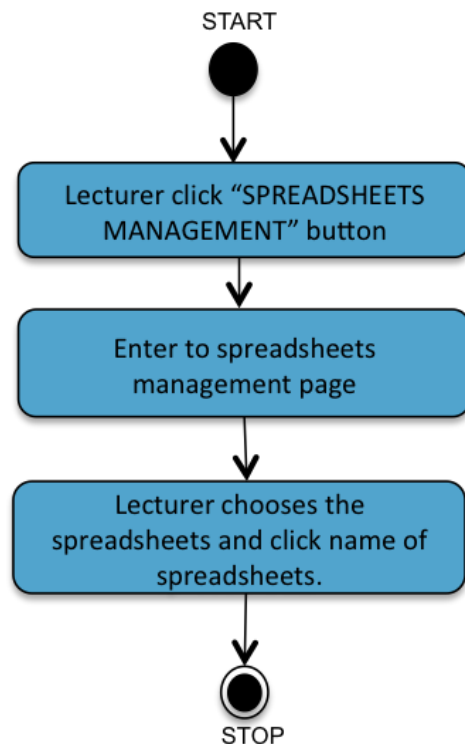 START
Lecturer click “SPREADSHEETS
MANAGEMENT” button
Enter to spreadsheets
management page
Lecturer chooses the
spreadsheets and click name of
spreadsheets.
STOP